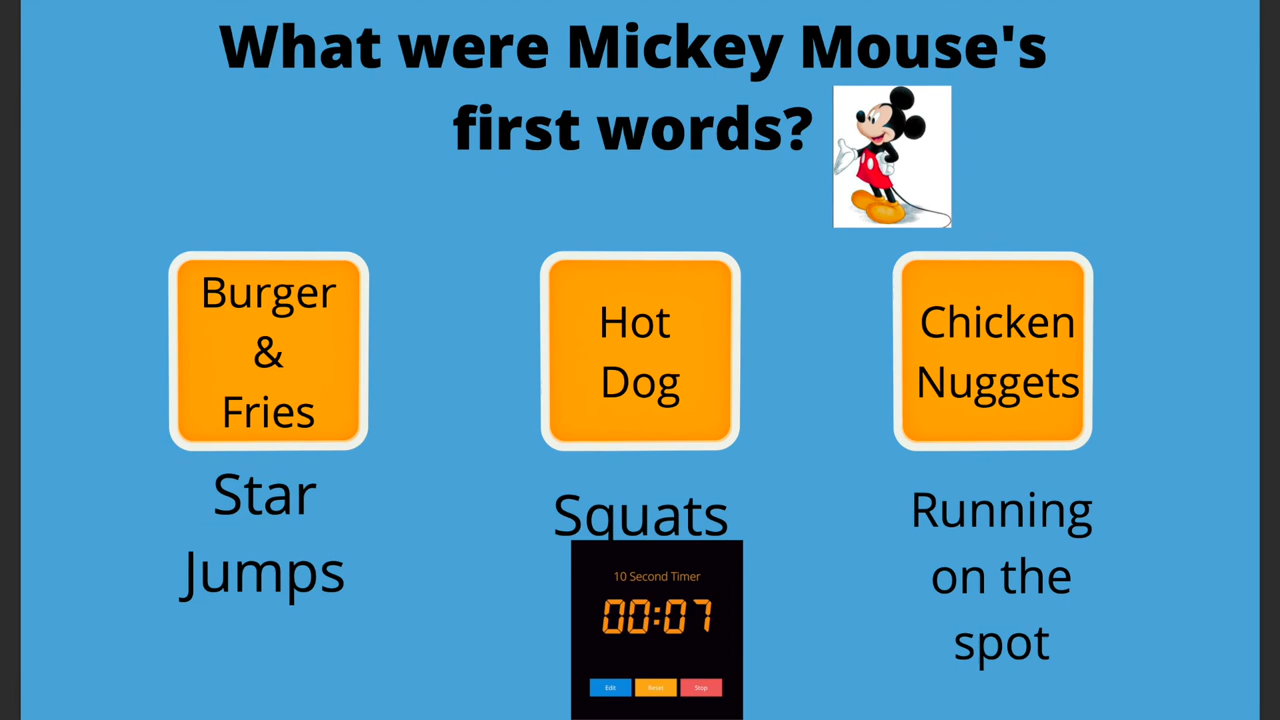 What were Mickey Mouse's
first words?
Burger
&
Fries
Hot
Dog
Chicken
Nuggets
Star
Jumps
Squats
Running
on the
spot
10 Second Timer
00:07
Edit Reset Stop